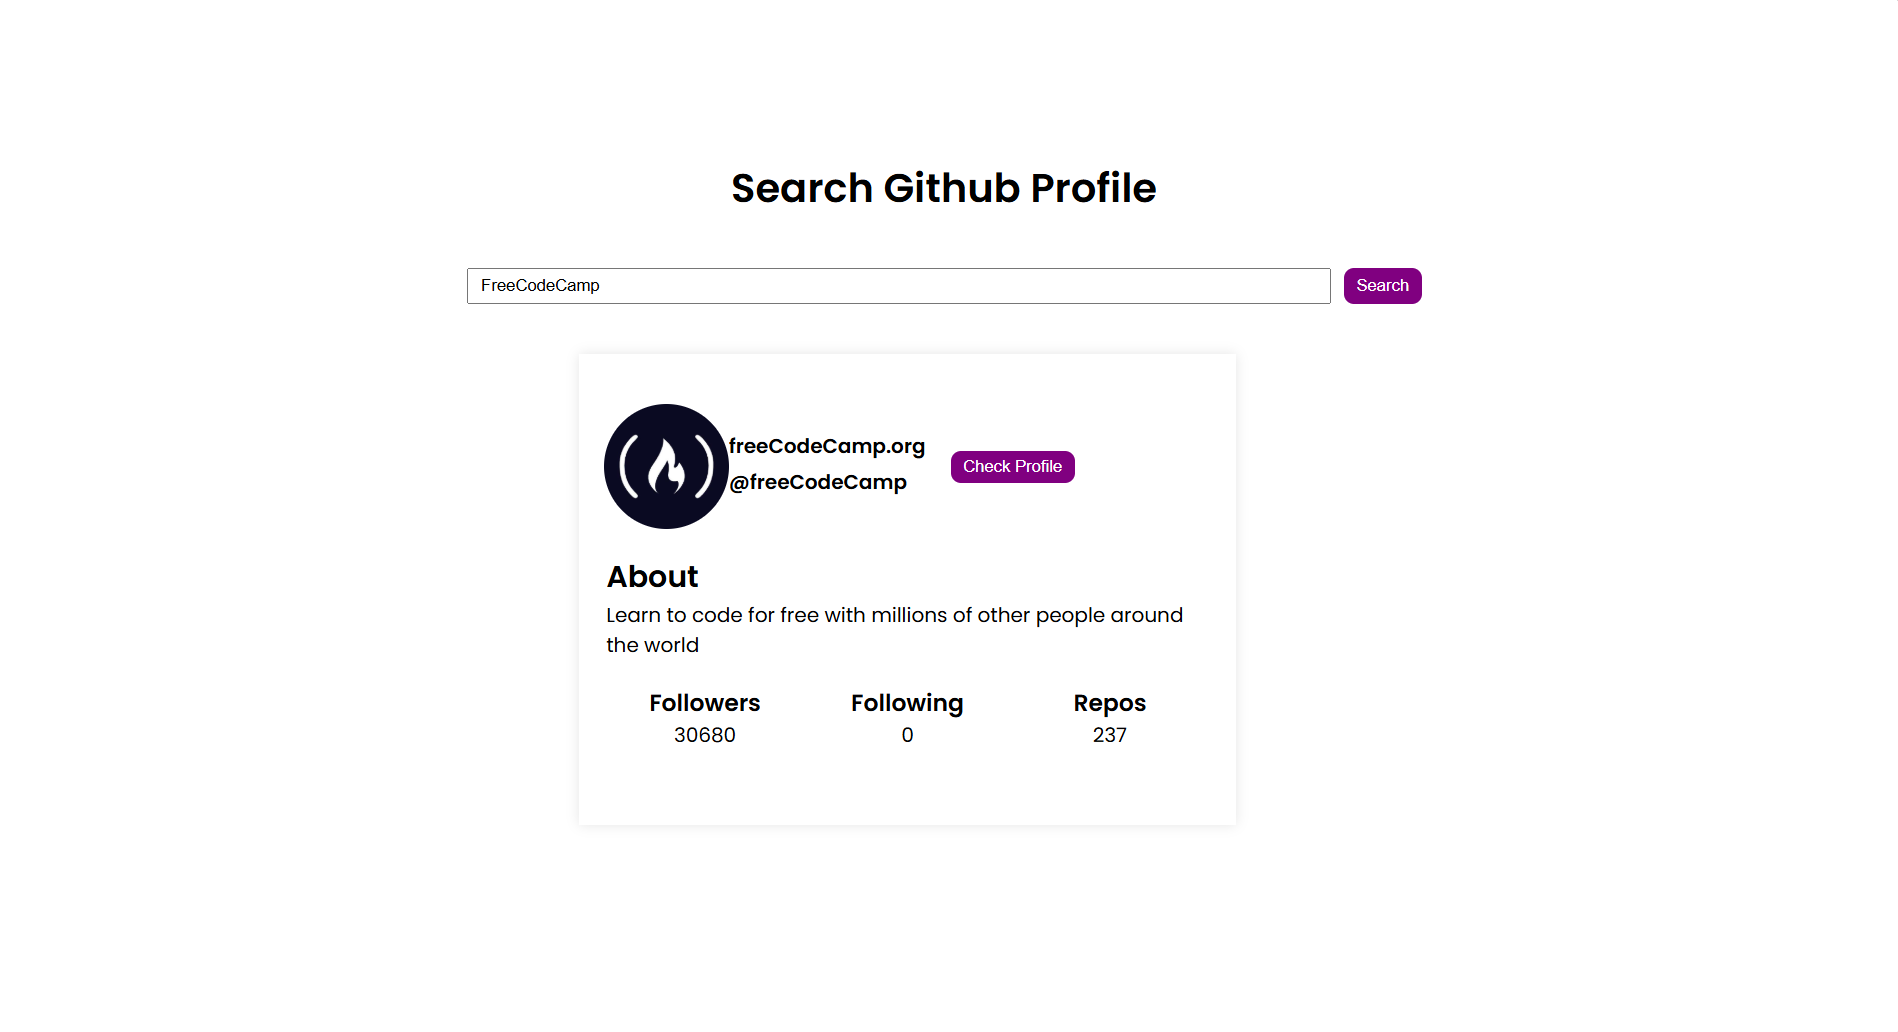 Search Github Profile
FreeCodeCamp
Search
freeCodeCamp.org
@freeCodeCamp
Check Profile
About
Learn to code for free with millions of other people around
the world
Followers
Following
Repos
30680
0
237